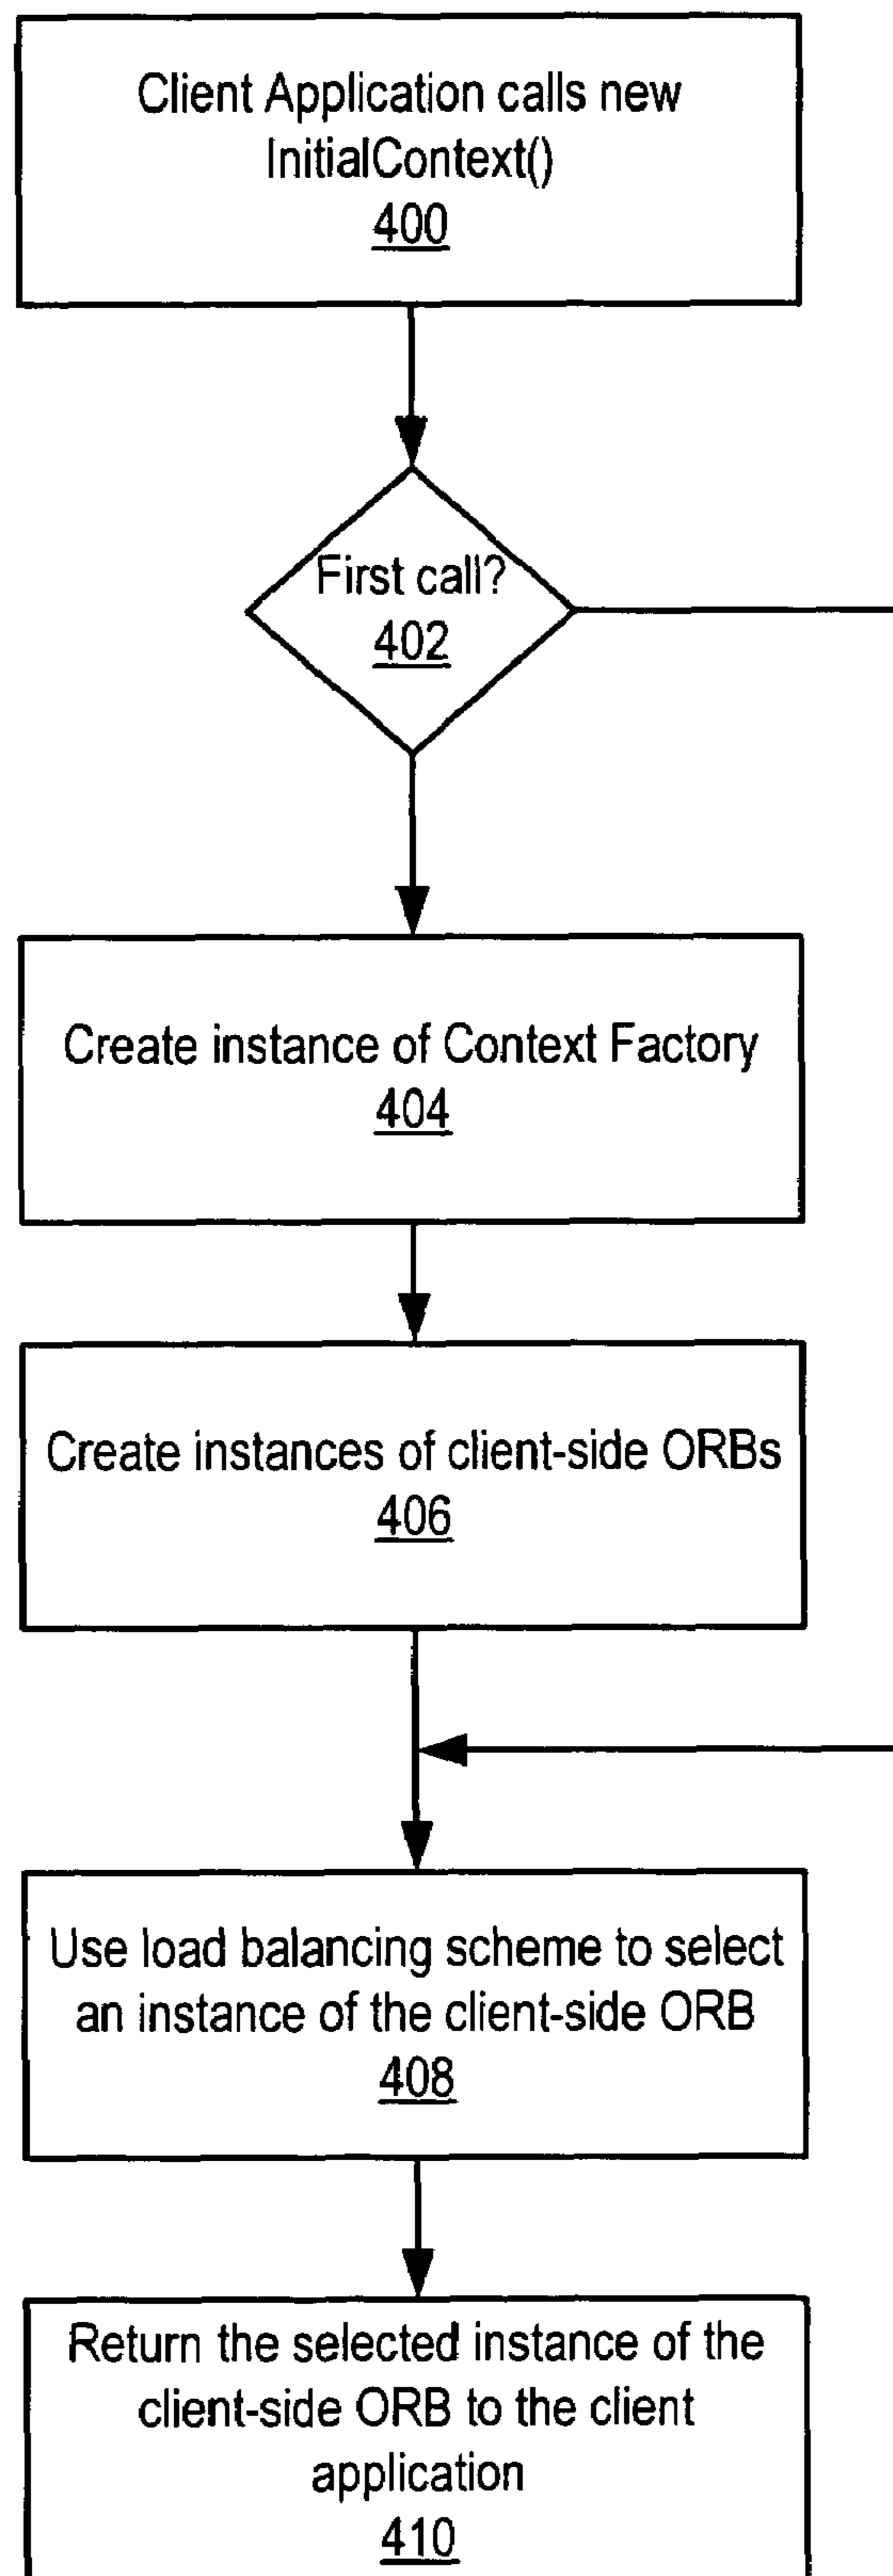 Client Application calls new
InitialContext()
400
First call?
402
Create instance of Context Factory
404
Create instances of client-side ORBs
406
Use load balancing scheme to select
an instance of the client-side ORB
408
Return the selected instance of the
client-side ORB to the client
application
410